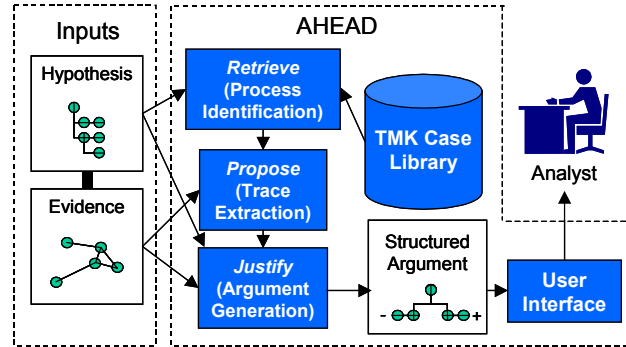 Inputs
AHEAD
Hypothesis
Evidence
Retrieve
(Process
Identification)
Propose
(Trace
Extraction)
Justify
(Argument
Generation)
TMK Case
Library
Structured
Argument
- +
User
Interface
Analyst